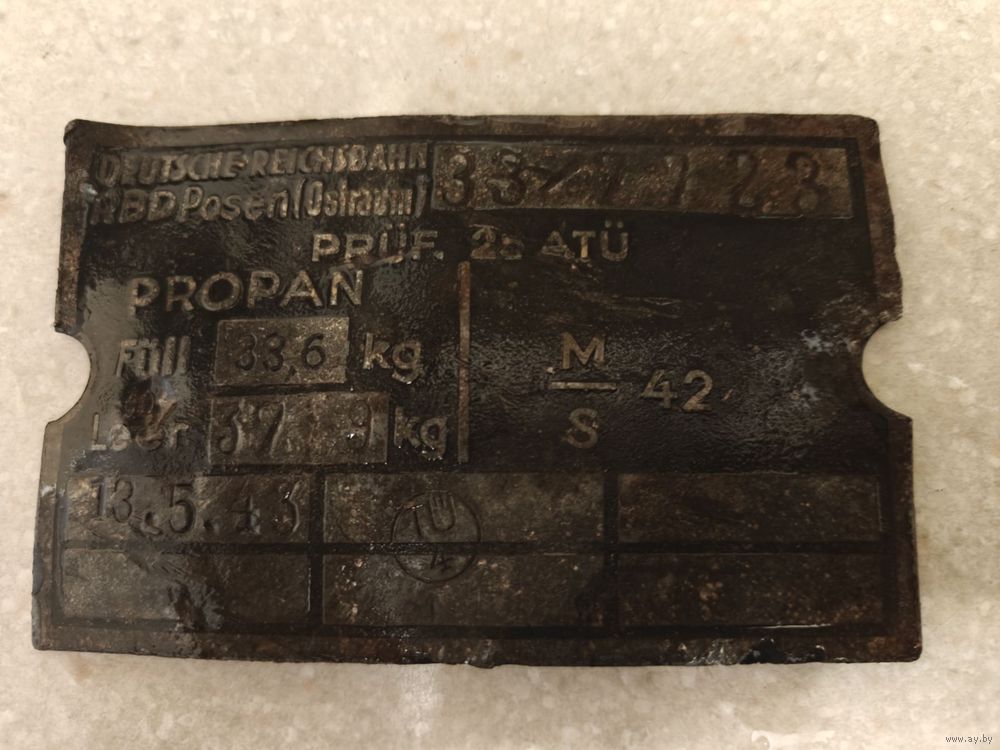 DEUTSCHE-REICHSBAHN
RBD Posen (Ostraum)
PRÜF. 25 ATÜ
PROPAN
Füll 33,6 kg
Leer kg
M
S
42
13.5.43
www.ay.by